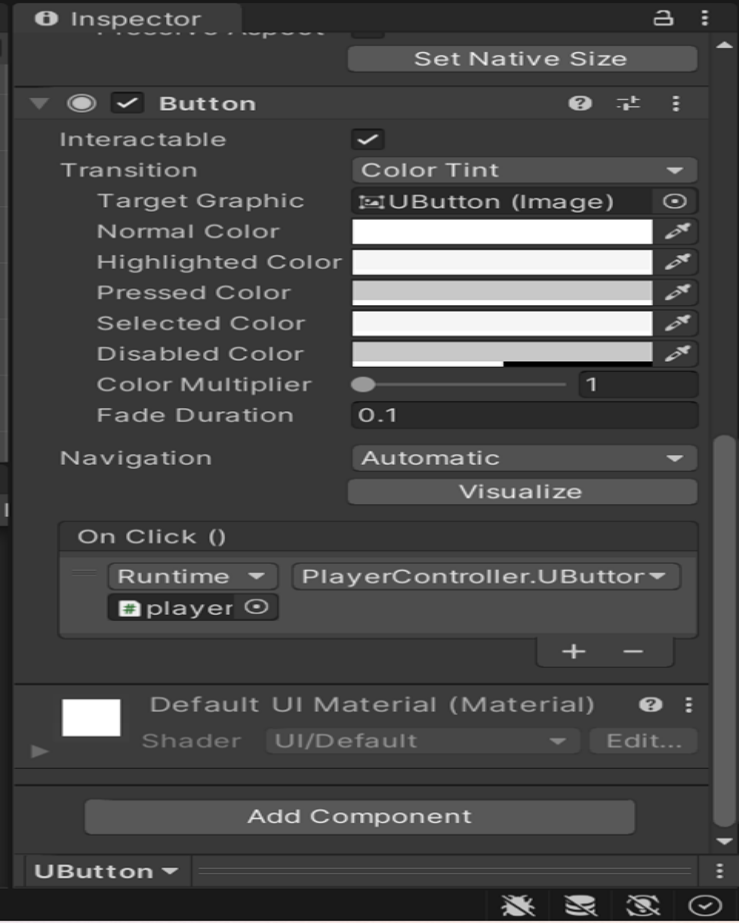 Inspector
Preserve Aspect
Set Native Size
Button
Interactable
Transition Color Tint
Target Graphic UButton (Image)
Normal Color
Highlighted Color
Pressed Color
Selected Color
Disabled Color
Color Multiplier 1
Fade Duration 0.1
Navigation Automatic
Visualize
On Click ()
Runtime PlayerController.UButtor
# player
+ −
Default UI Material (Material)
Shader UI/Default Edit...
Add Component
UButton